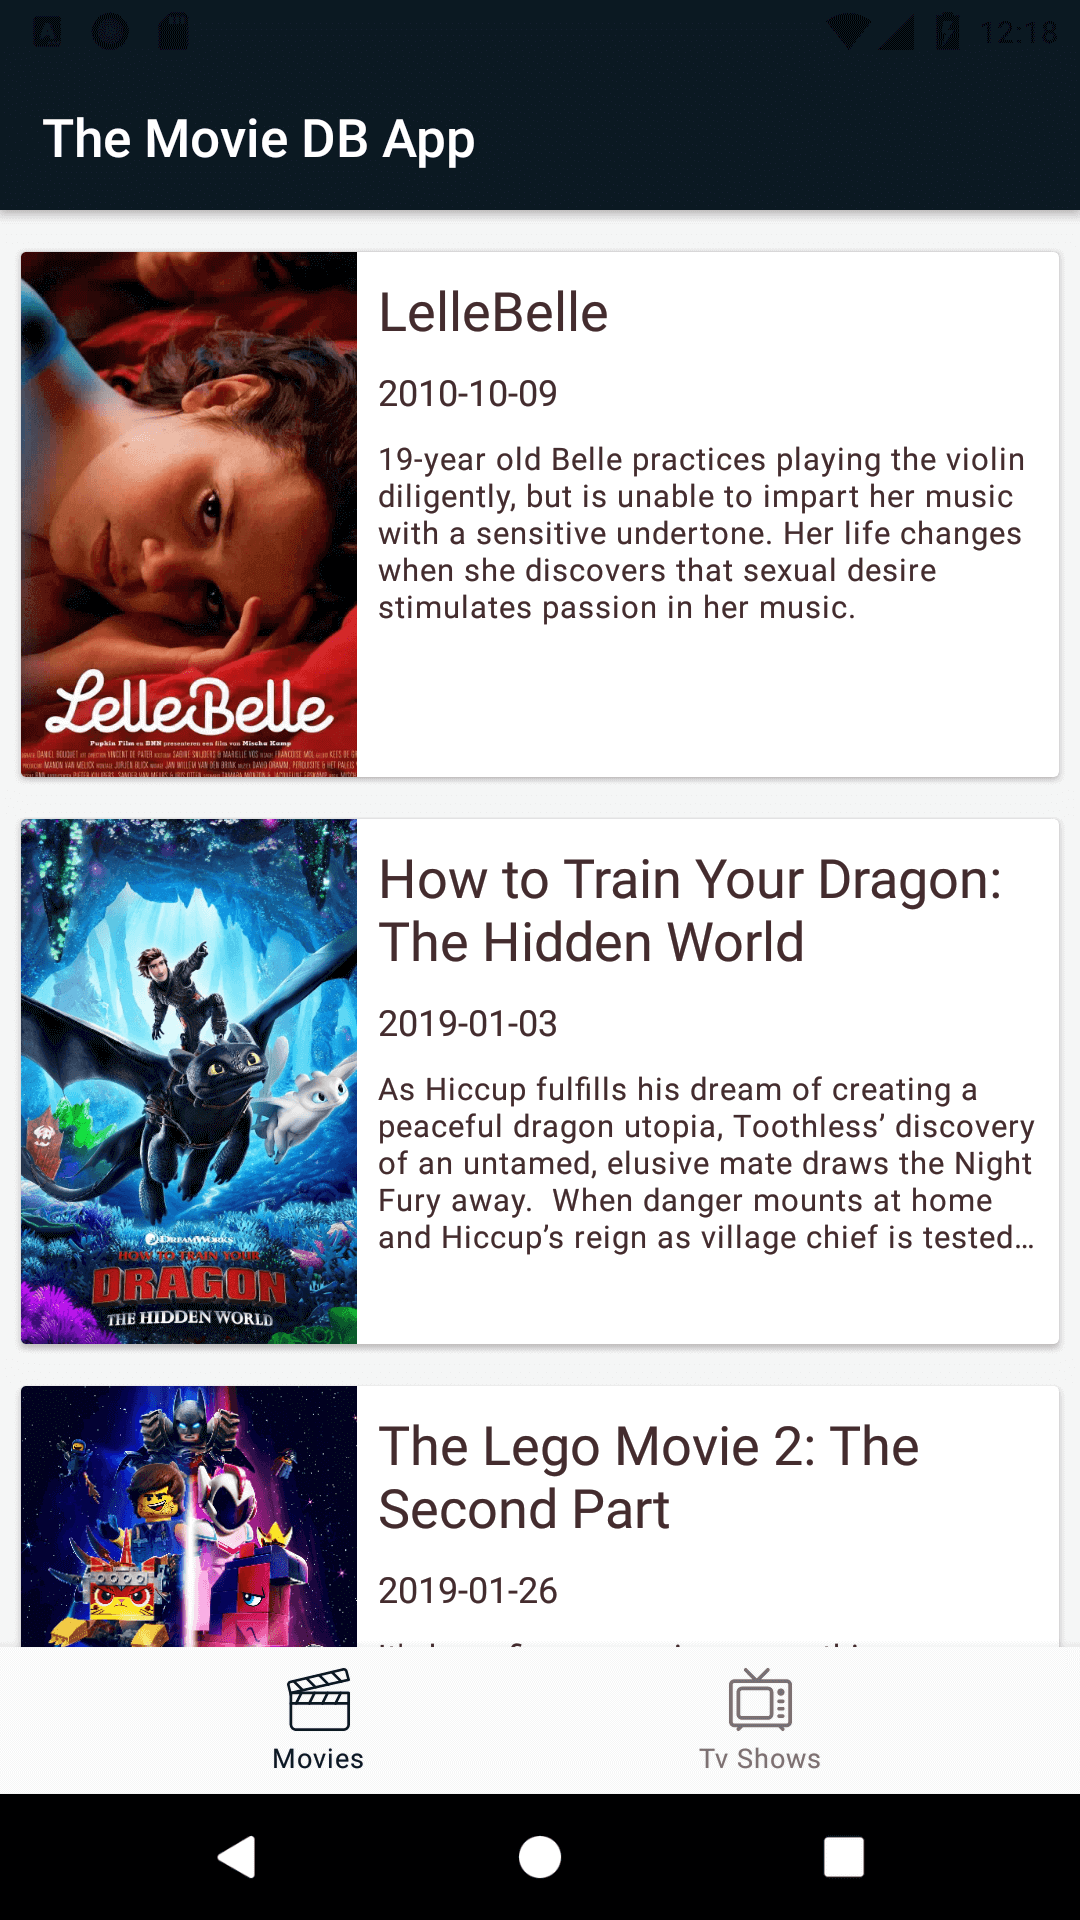 12:18
The Movie DB App
LelleBelle
2010-10-09
19-year old Belle practices playing the violin
diligently, but is unable to impart her music
with a sensitive undertone. Her life changes
when she discovers that sexual desire
stimulates passion in her music.
LelleBelle
Pupkin Film en BNN presenteren een film van Mischa Kamp
How to Train Your Dragon:
The Hidden World
2019-01-03
As Hiccup fulfills his dream of creating a
peaceful dragon utopia, Toothless’ discovery
of an untamed, elusive mate draws the Night
Fury away.  When danger mounts at home
and Hiccup’s reign as village chief is tested…
DREAMWORKS
HOW TO TRAIN YOUR
DRAGON
THE HIDDEN WORLD
The Lego Movie 2: The
Second Part
2019-01-26
Movies
Tv Shows